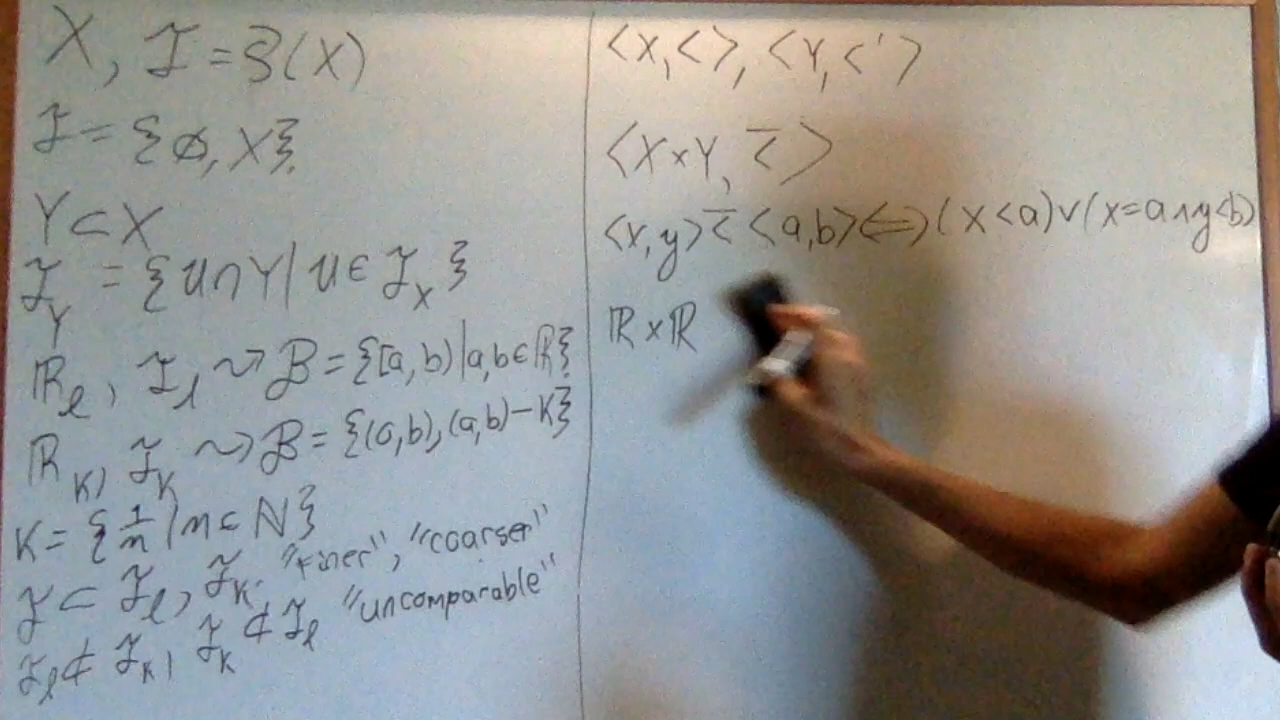 X, 𝒯 = 𝒫(X)
𝒯 = {∅, X}.
Y ⊂ X
𝒯_Y = {U ∩ Y | U ∈ 𝒯_X}
ℝ_ℓ, 𝒯_ℓ ⤳ ℬ = {[a, b) | a, b ∈ ℝ}
ℝ_K, 𝒯_K ⤳ ℬ = {(a, b), (a, b) − K}
K = {1/n | n ∈ ℕ}
𝒯 ⊂ 𝒯_ℓ, 𝒯_K. "finer", "coarser"
𝒯_ℓ ⊄ 𝒯_K, 𝒯_K ⊄ 𝒯_ℓ "uncomparable"
⟨X, <⟩, ⟨Y, <'⟩
⟨X × Y, ⩞⟩
⟨x, y⟩ ⟨a, b⟩ ⟺ (x < a) ∨ (x = a ∧ y < b)
ℝ × ℝ